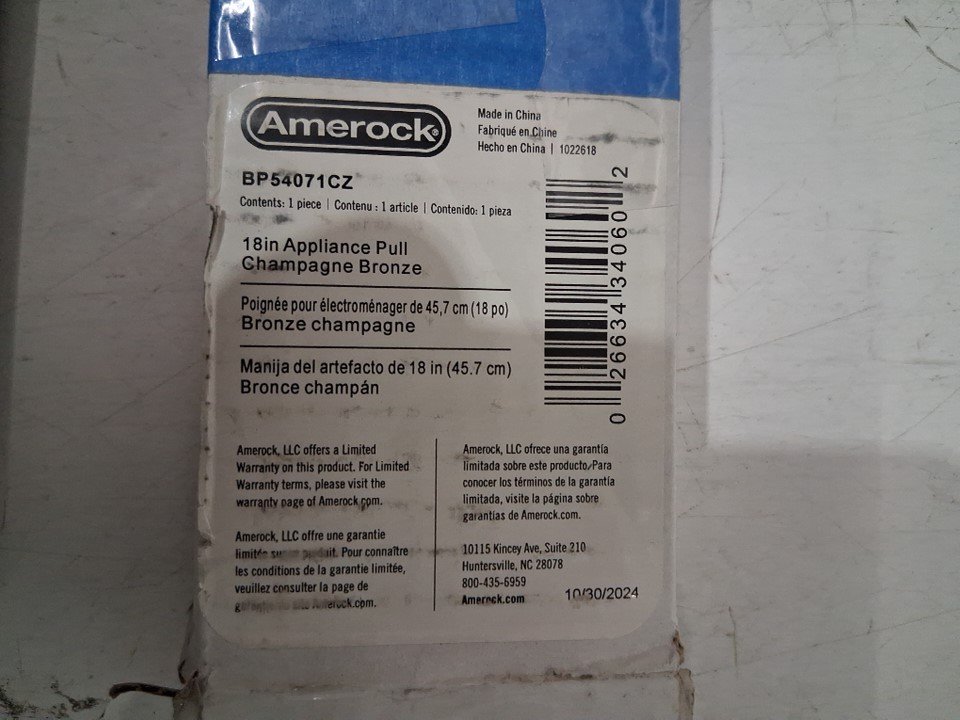 Amerock®
Made in China
Fabriqué en Chine
Hecho en China | 1022618
BP54071CZ
Contents: 1 piece | Contenu : 1 article | Contenido: 1 pieza
18in Appliance Pull
Champagne Bronze
Poignée pour électroménager de 45,7 cm (18 po)
Bronze champagne
Manija del artefacto de 18 in (45.7 cm)
Bronce champán
0 26634 34060 2
Amerock, LLC offers a Limited
Warranty on this product. For Limited
Warranty terms, please visit the
warranty page of Amerock.com.
Amerock, LLC offre une garantie
limitée sur produit. Pour connaître
les conditions de la garantie limitée,
veuillez consulter la page de
Amerock.com.
Amerock, LLC ofrece una garantía
limitada sobre este producto. Para
conocer los términos de la garantía
limitada, visite la página sobre
garantías de Amerock.com.
10115 Kincey Ave, Suite 210
Huntersville, NC 28078
800-435-6959
Amerock.com
10/30/2024